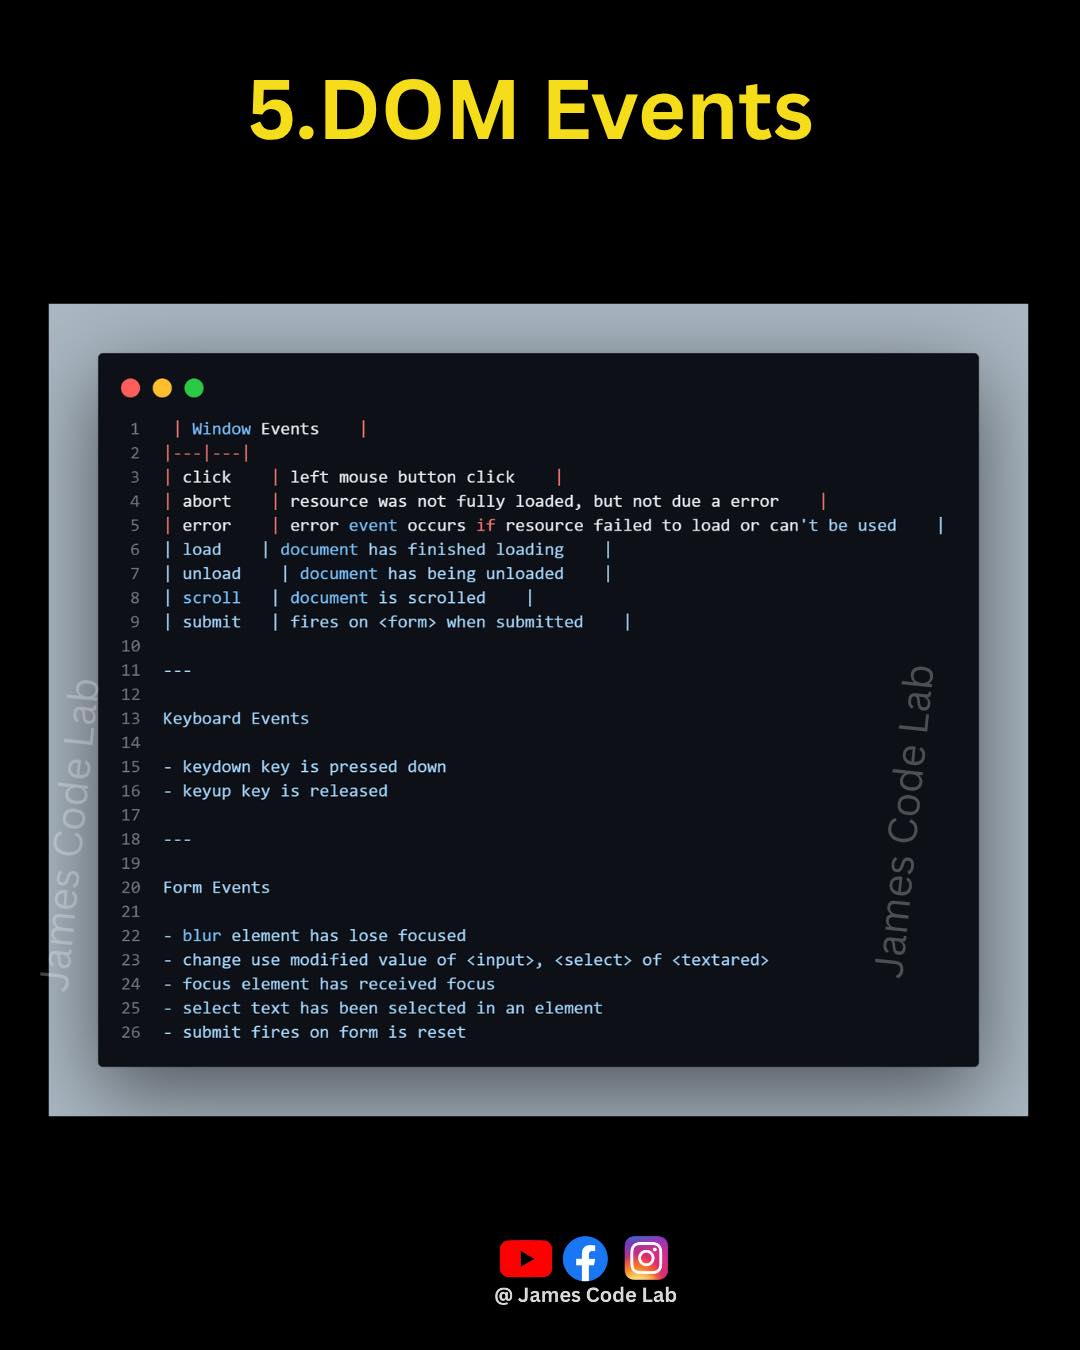 5.DOM Events
1 | Window Events |
2 |---|---|
3 | click | left mouse button click |
4 | abort | resource was not fully loaded, but not due a error |
5 | error | error event occurs if resource failed to load or can't be used |
6 | load | document has finished loading |
7 | unload | document has being unloaded |
8 | scroll | document is scrolled |
9 | submit | fires on <form> when submitted |
10
11 ---
12
13 Keyboard Events
14
15 - keydown key is pressed down
16 - keyup key is released
17
18 ---
19
20 Form Events
21
22 - blur element has lose focused
23 - change use modified value of <input>, <select> of <textared>
24 - focus element has received focus
25 - select text has been selected in an element
26 - submit fires on form is reset
James Code Lab
James Code Lab
@ James Code Lab